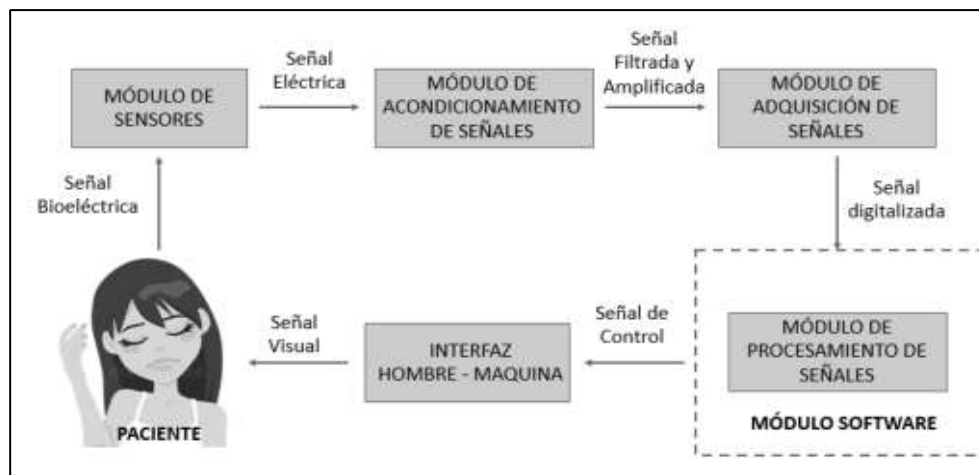 Señal
Eléctrica
Señal
Filtrada y
Amplificada
MÓDULO DE
SENSORES
MÓDULO DE
ACONDICIONAMIENTO
DE SEÑALES
MÓDULO DE
ADQUISICIÓN DE
SEÑALES
Señal
Bioeléctrica
Señal
digitalizada
Señal
Visual
INTERFAZ
HOMBRE - MAQUINA
Señal de
Control
MÓDULO DE
PROCESAMIENTO DE
SEÑALES
PACIENTE
MÓDULO SOFTWARE